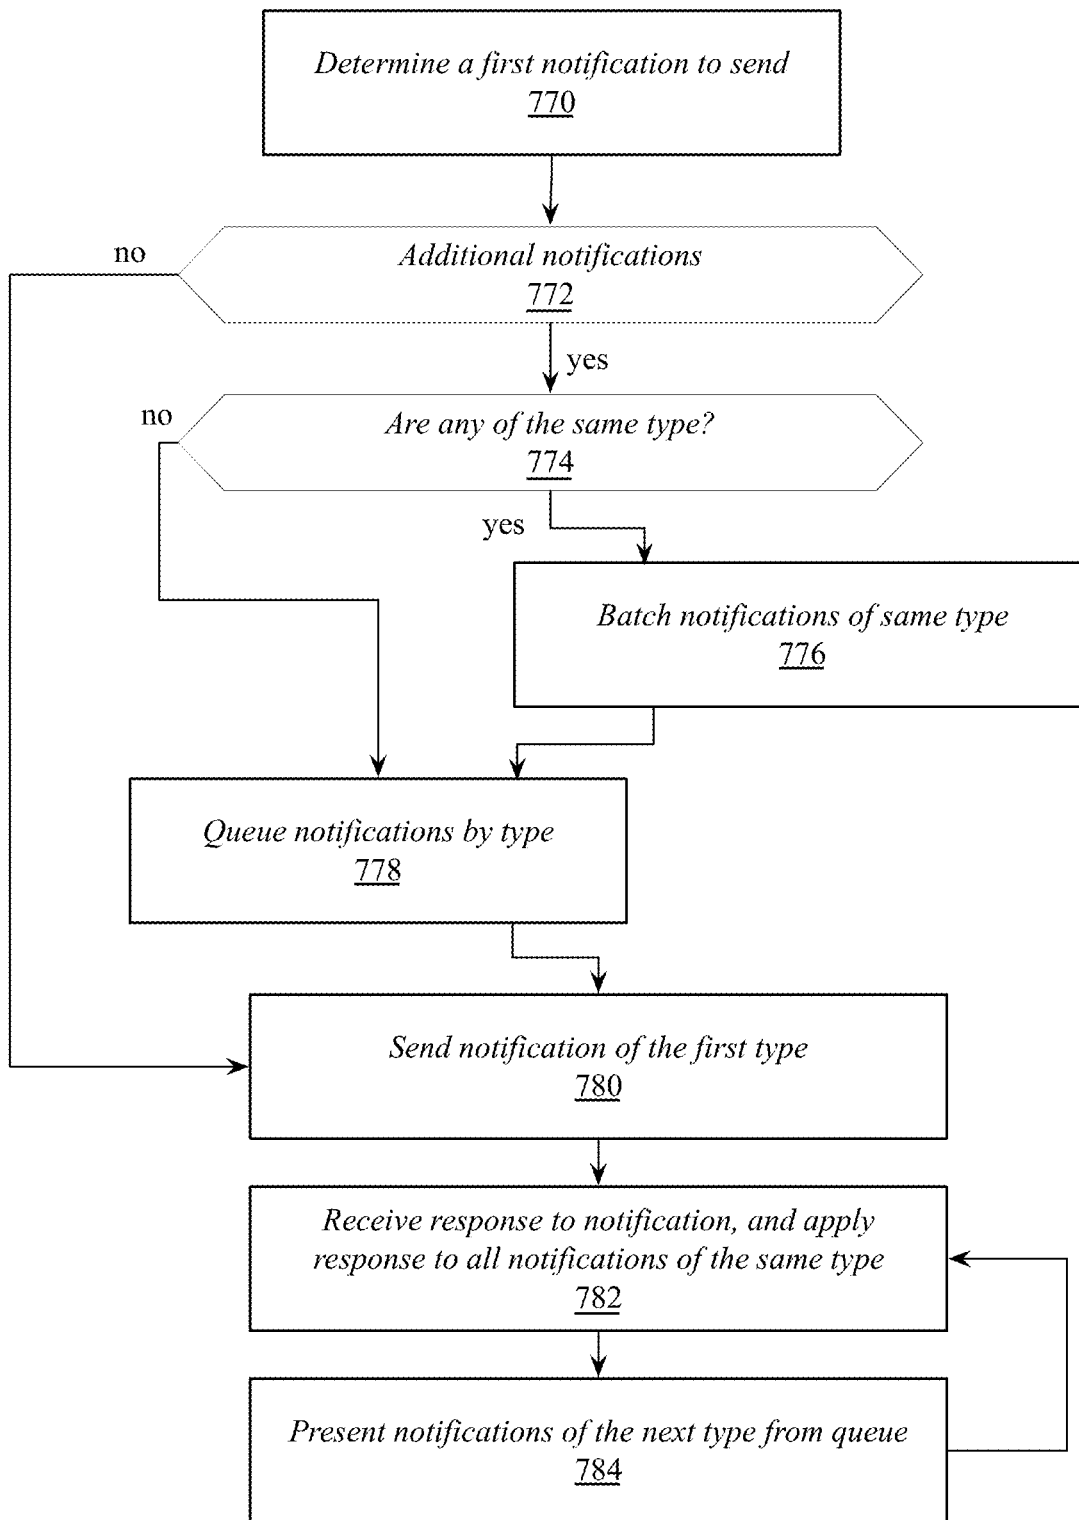 Determine a first notification to send
770
no
Additional notifications
772
yes
no
Are any of the same type?
774
yes
Batch notifications of same type
776
Queue notifications by type
778
Send notification of the first type
780
Receive response to notification, and apply
response to all notifications of the same type
782
Present notifications of the next type from queue
784